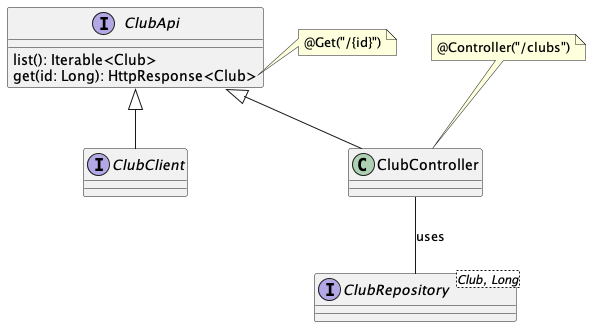 I ClubApi
list(): Iterable<Club>
get(id: Long): HttpResponse<Club>
@Get("/{id}")
@Controller("/clubs")
I ClubClient
C ClubController
uses
I ClubRepository
Club, Long